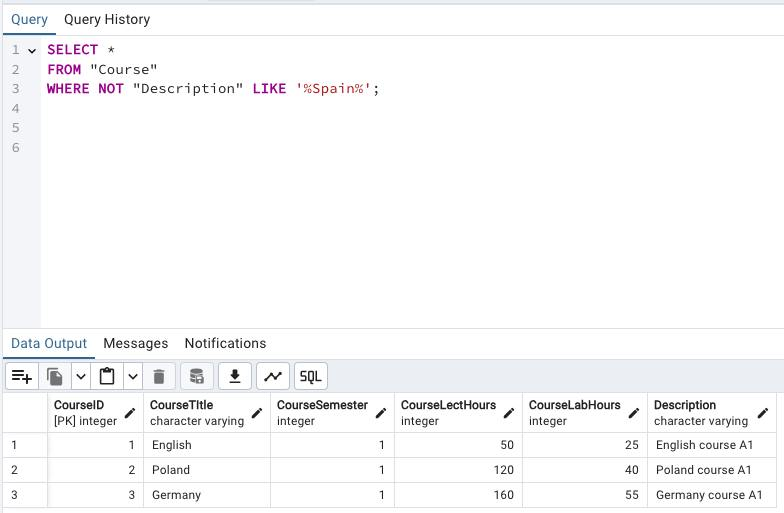 Query Query History
1 SELECT *
2 FROM "Course"
3 WHERE NOT "Description" LIKE '%Spain%';
4
5
6
Data Output Messages Notifications
SQL
CourseID CourseTItle CourseSemester CourseLectHours CourseLabHours Description
[PK] integer character varying integer integer integer character varying
1 1 English 1 50 25 English course A1
2 2 Poland 1 120 40 Poland course A1
3 3 Germany 1 160 55 Germany course A1